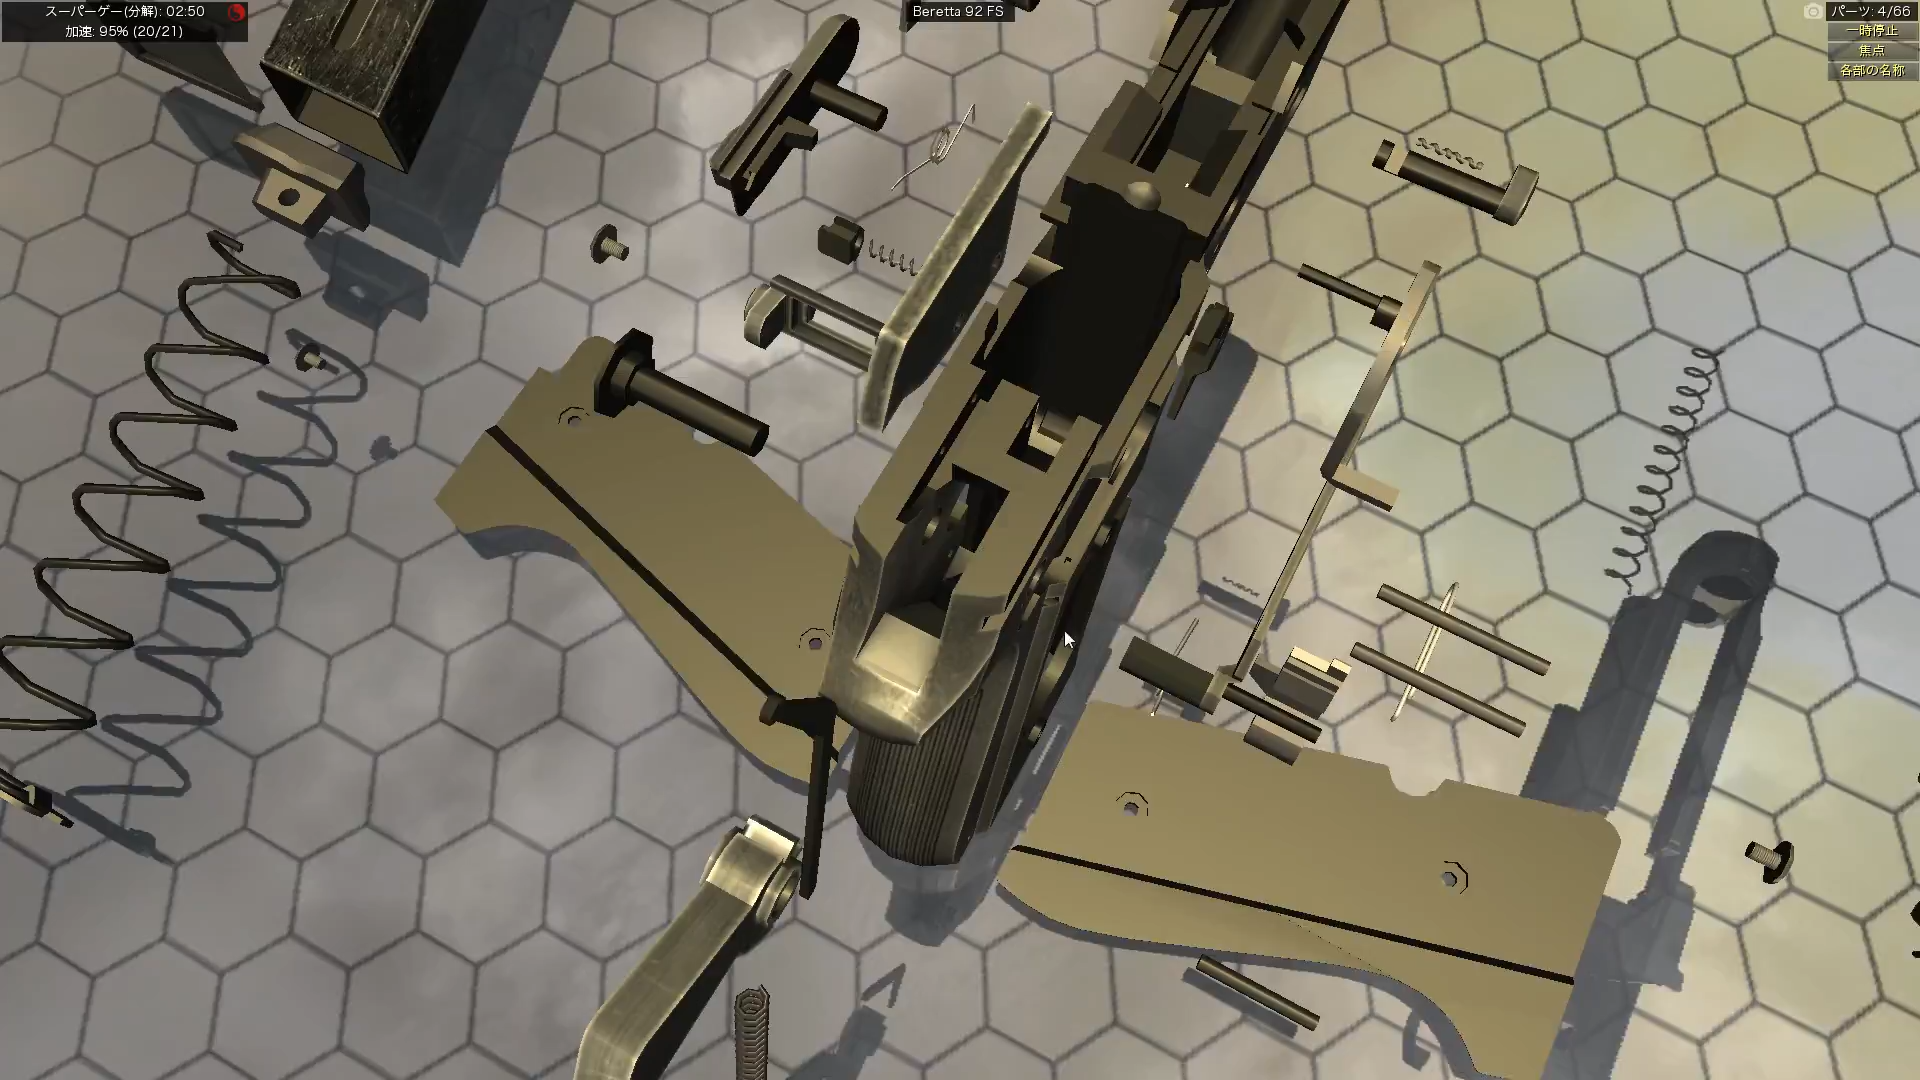 スーパーゲー(分解): 02:50
加速: 95% (20/21)
Beretta 92 FS
パーツ: 4/66
一時停止
焦点
各部の名称